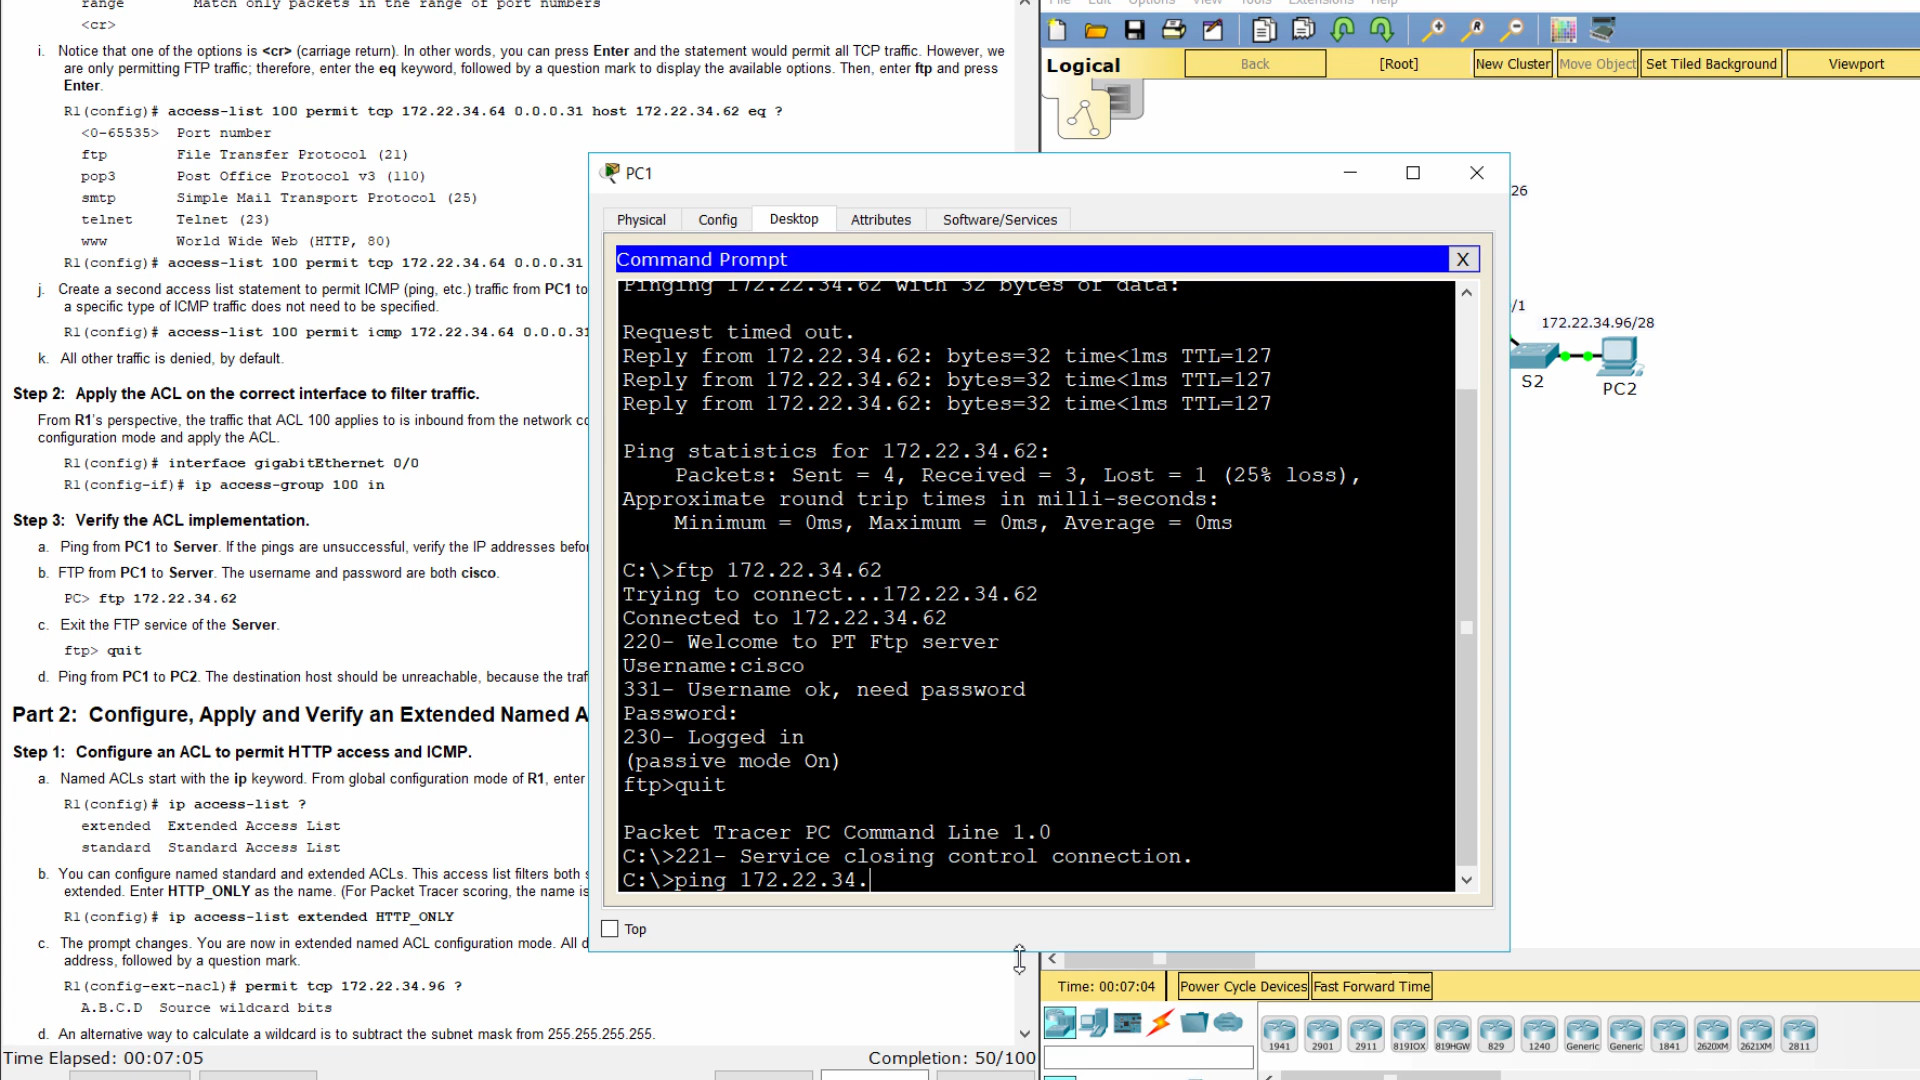 range Match only packets in the range of port numbers
<cr>
i. Notice that one of the options is <cr> (carriage return). In other words, you can press Enter and the statement would permit all TCP traffic. However, we
are only permitting FTP traffic; therefore, enter the eq keyword, followed by a question mark to display the available options. Then, enter ftp and press
Enter.
R1(config)# access-list 100 permit tcp 172.22.34.64 0.0.0.31 host 172.22.34.62 eq ?
<0-65535> Port number
ftp File Transfer Protocol (21)
pop3 Post Office Protocol v3 (110)
smtp Simple Mail Transport Protocol (25)
telnet Telnet (23)
www World Wide Web (HTTP, 80)
R1(config)# access-list 100 permit tcp 172.22.34.64 0.0.0.31
j. Create a second access list statement to permit ICMP (ping, etc.) traffic from PC1 to
a specific type of ICMP traffic does not need to be specified.
R1(config)# access-list 100 permit icmp 172.22.34.64 0.0.0.31
k. All other traffic is denied, by default.
Step 2: Apply the ACL on the correct interface to filter traffic.
From R1's perspective, the traffic that ACL 100 applies to is inbound from the network
configuration mode and apply the ACL.
R1(config)# interface gigabitEthernet 0/0
R1(config-if)# ip access-group 100 in
Step 3: Verify the ACL implementation.
a. Ping from PC1 to Server. If the pings are unsuccessful, verify the IP addresses
b. FTP from PC1 to Server. The username and password are both cisco.
PC> ftp 172.22.34.62
c. Exit the FTP service of the Server.
ftp> quit
d. Ping from PC1 to PC2. The destination host should be unreachable, because the
Part 2: Configure, Apply and Verify an Extended Named
Step 1: Configure an ACL to permit HTTP access and ICMP.
a. Named ACLs start with the ip keyword. From global configuration mode of R1, enter
R1(config)# ip access-list ?
extended Extended Access List
standard Standard Access List
b. You can configure named standard and extended ACLs. This access list filters both
extended. Enter HTTP_ONLY as the name. (For Packet Tracer scoring, the name is
R1(config)# ip access-list extended HTTP_ONLY
c. The prompt changes. You are now in extended named ACL configuration mode. All
address, followed by a question mark.
R1(config-ext-nacl)# permit tcp 172.22.34.96 ?
A.B.C.D Source wildcard bits
d. An alternative way to calculate a wildcard is to subtract the subnet mask from 255.255.255.255.
Time Elapsed: 00:07:05
Completion: 50/100
File Edit Options View Tools Extensions Help
Logical
Back
[Root]
New Cluster
Move Object
Set Tiled Background
Viewport
PC1
Physical
Config
Desktop
Attributes
Software/Services
Command Prompt
X
Pinging 172.22.34.62 with 32 bytes of data:
Request timed out.
Reply from 172.22.34.62: bytes=32 time<1ms TTL=127
Reply from 172.22.34.62: bytes=32 time<1ms TTL=127
Reply from 172.22.34.62: bytes=32 time<1ms TTL=127
Ping statistics for 172.22.34.62:
Packets: Sent = 4, Received = 3, Lost = 1 (25% loss),
Approximate round trip times in milli-seconds:
Minimum = 0ms, Maximum = 0ms, Average = 0ms
C:\>ftp 172.22.34.62
Trying to connect...172.22.34.62
Connected to 172.22.34.62
220- Welcome to PT Ftp server
Username:cisco
331- Username ok, need password
Password:
230- Logged in
(passive mode On)
ftp>quit
Packet Tracer PC Command Line 1.0
C:\>221- Service closing control connection.
C:\>ping 172.22.34.
Top
26
/1
172.22.34.96/28
S2
PC2
Time: 00:07:04
Power Cycle Devices
Fast Forward Time
1941
2901
2911
819IOX
819HGW
829
1240
Generic
Generic
1841
2620XM
2621XM
2811